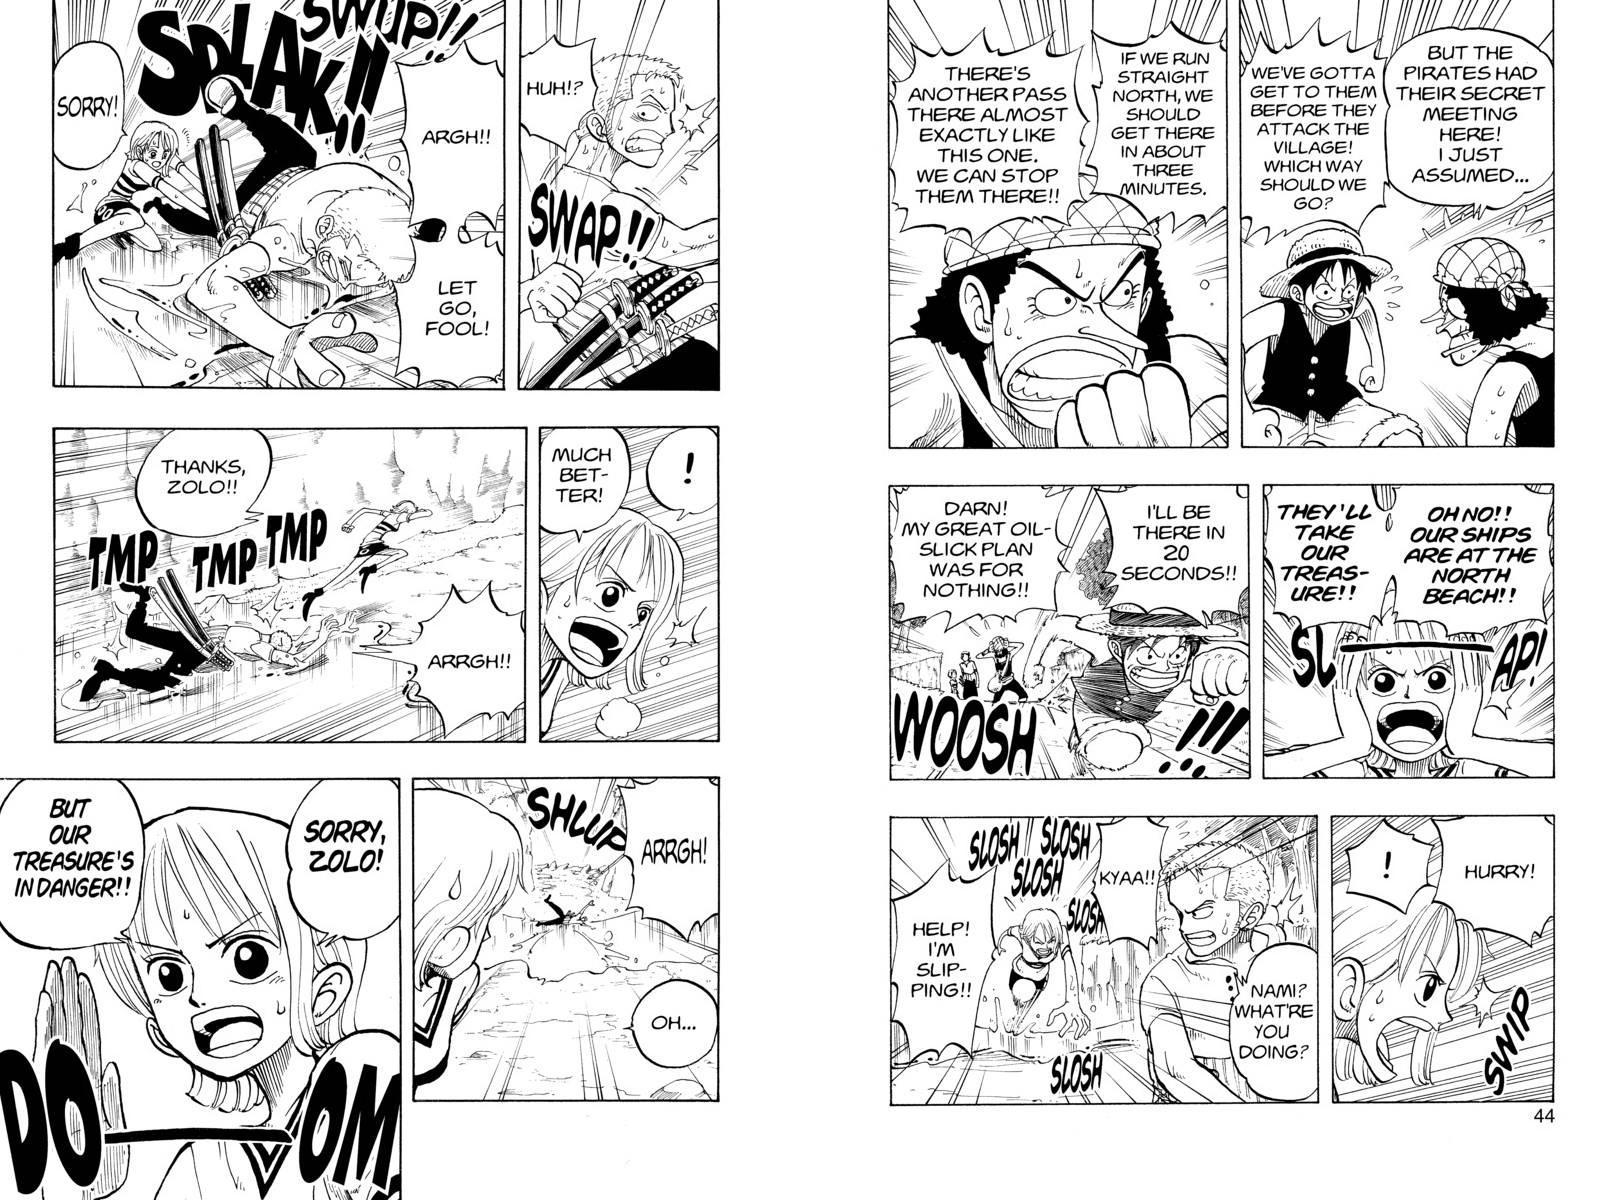 BUT THE
PIRATES HAD
THEIR SECRET
MEETING
HERE!
I JUST
ASSUMED...
WE'VE GOTTA
GET TO THEM
BEFORE THEY
ATTACK THE
VILLAGE!
WHICH WAY
SHOULD WE
GO?
IF WE RUN
STRAIGHT
NORTH, WE
SHOULD
GET THERE
IN ABOUT
THREE
MINUTES.
THERE'S
ANOTHER PASS
THERE ALMOST
EXACTLY LIKE
THIS ONE.
WE CAN STOP
THEM THERE!!
OH NO!!
OUR SHIPS
ARE AT THE
NORTH
BEACH!!
THEY'LL
TAKE
OUR
TREAS-
URE!!
SLAP!
I'LL BE
THERE IN
20
SECONDS!!
DARN!
MY GREAT OIL-
SLICK PLAN
WAS FOR
NOTHING!!
WOOSH
!!!
HURRY!
!
SWIP
KYAA!!
SLOSH
SLOSH
SLOSH
SLOSH
SLOSH
HELP!
I'M
SLIP-
PING!!
NAMI?
WHAT'RE
YOU
DOING?
44
HUH!?
SWAP!!
SWIP!!
SPLAK!!
ARGH!!
SORRY!
LET
GO,
FOOL!
!
MUCH
BET-
TER!
THANKS,
ZOLO!!
TMP
TMP
TMP
ARRGH!!
ARRGH!
SHLUP
OH...
SORRY,
ZOLO!
BUT
OUR
TREASURE'S
IN DANGER!!
DO—OM